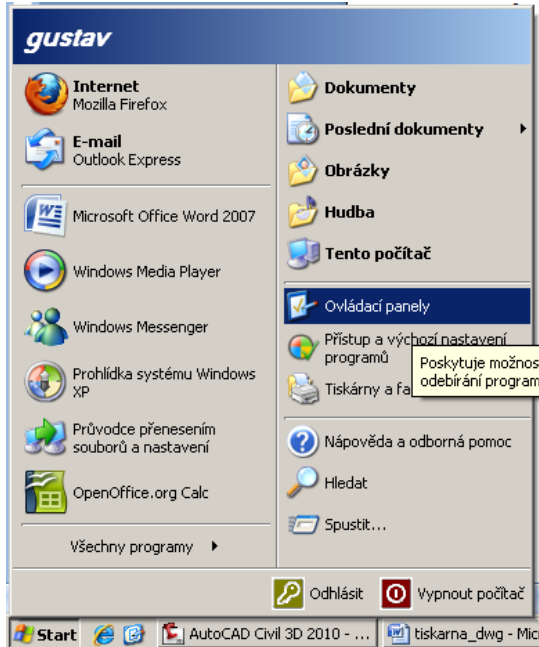 gustav
Internet
Mozilla Firefox
E-mail
Outlook Express
Microsoft Office Word 2007
Windows Media Player
Windows Messenger
Prohlídka systému Windows
XP
Průvodce přenesením
souborů a nastavení
OpenOffice.org Calc
Všechny programy
Dokumenty
Poslední dokumenty
Obrázky
Hudba
Tento počítač
Ovládací panely
Přístup a výchozí nastavení
programů
Poskytuje možnos
odebírání program
Tiskárny a fa
Nápověda a odborná pomoc
Hledat
Spustit...
Odhlásit
Vypnout počítač
Start
AutoCAD Civil 3D 2010 - ...
tiskarna_dwg - Mic